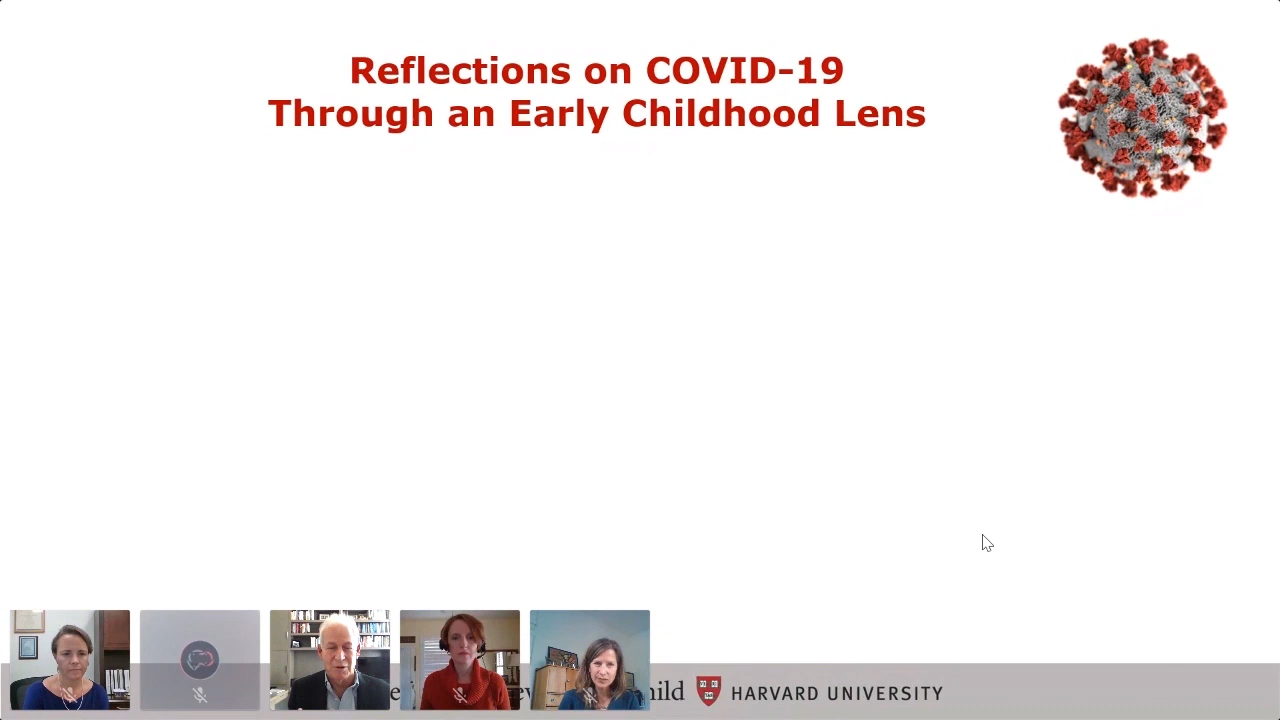 Reflections on COVID-19
Through an Early Childhood Lens
HARVARD UNIVERSITY